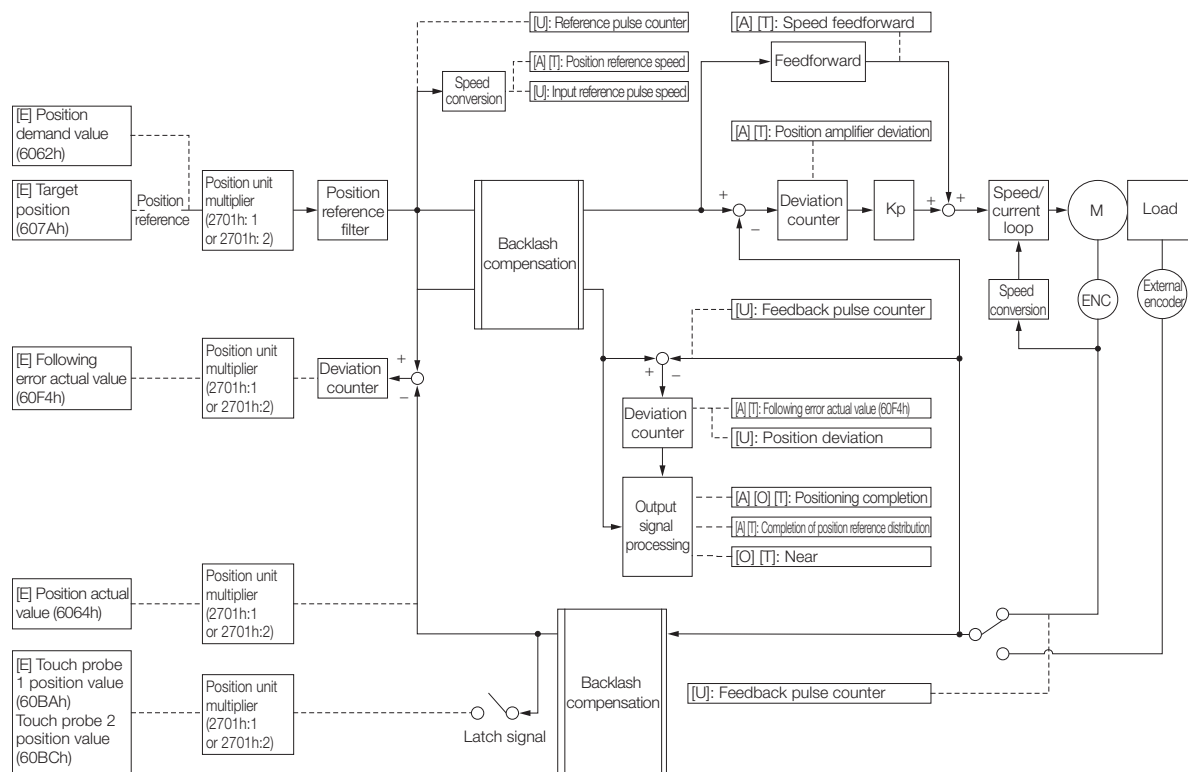 [U]: Reference pulse counter
[A] [T]: Speed feedforward
[A] [T]: Position reference speed
Speed
conversion
[U]: Input reference pulse speed
Feedforward
[E] Position
demand value
(6062h)
[A] [T]: Position amplifier deviation
[E] Target
position
(607Ah)
Position
reference
Position unit
multiplier
(2701h: 1
or 2701h: 2)
Position
reference
filter
Backlash
compensation
+
−
Deviation
counter
Kp
+
+
Speed/
current
loop
M
Load
Speed
conversion
ENC
External
encoder
[U]: Feedback pulse counter
[E] Following
error actual value
(60F4h)
Position unit
multiplier
(2701h:1
or 2701h:2)
Deviation
counter
+
−
+
−
Deviation
counter
[A] [T]: Following error actual value (60F4h)
[U]: Position deviation
Output
signal
processing
[A] [O] [T]: Positioning completion
[A] [T]: Completion of position reference distribution
[O] [T]: Near
[E] Position actual
value (6064h)
Position unit
multiplier
(2701h:1
or 2701h:2)
[E] Touch probe
1 position value
(60BAh)
Touch probe 2
position value
(60BCh)
Position unit
multiplier
(2701h:1
or 2701h:2)
Latch signal
Backlash
compensation
[U]: Feedback pulse counter